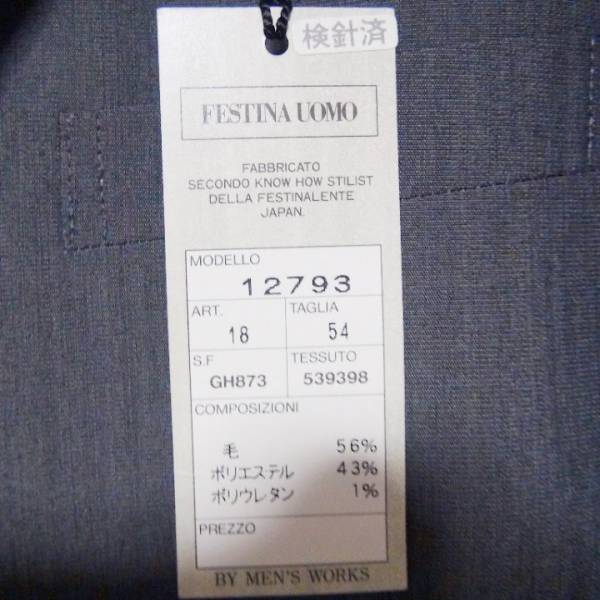 検針済
FESTINA UOMO
FABBRICATO
SECONDO KNOW HOW STILIST
DELLA FESTINALENTE
JAPAN.
MODELLO
12793
ART. TAGLIA
18 54
S.F TESSUTO
GH873 539398
COMPOSIZIONI
毛 56%
ポリエステル 43%
ポリウレタン 1%
PREZZO
BY MEN'S WORKS